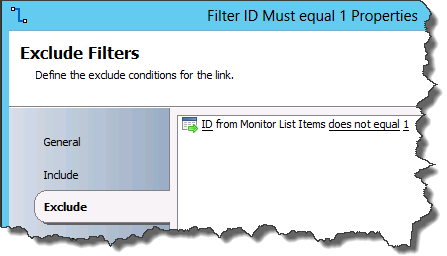 Filter ID Must equal 1 Properties
Exclude Filters
Define the exclude conditions for the link.
General
Include
Exclude
ID from Monitor List Items does not equal 1